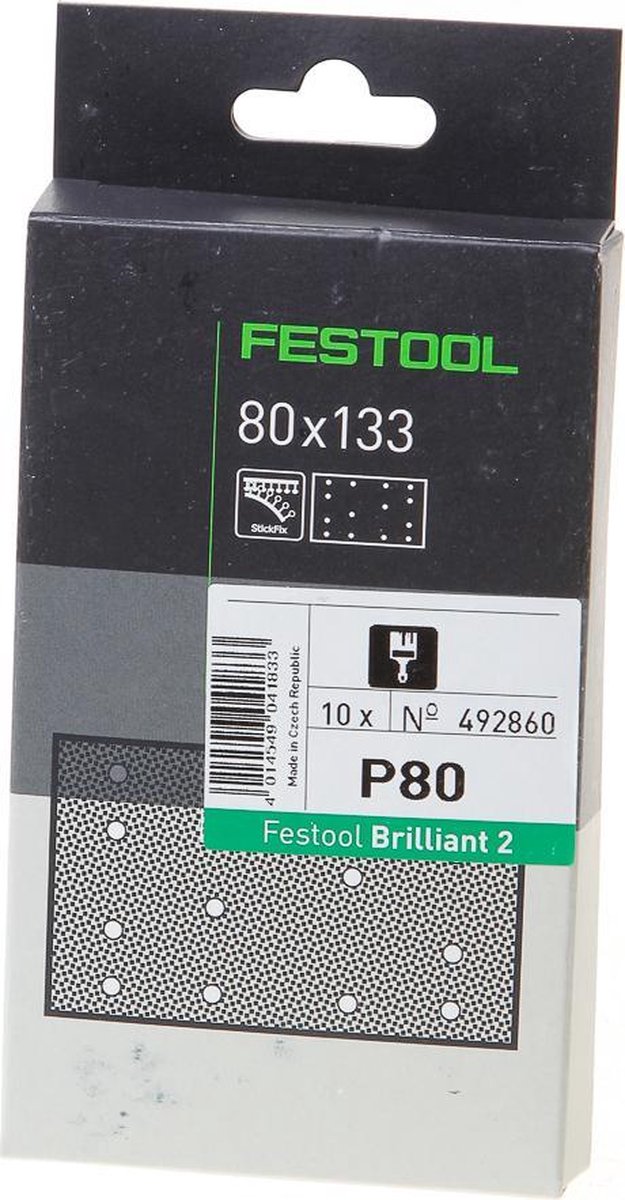 FESTOOL
80x133
StickFix
10 x Nº 492860
P80
4 014549 041833
Made in Czech Republic
Festool Brilliant 2